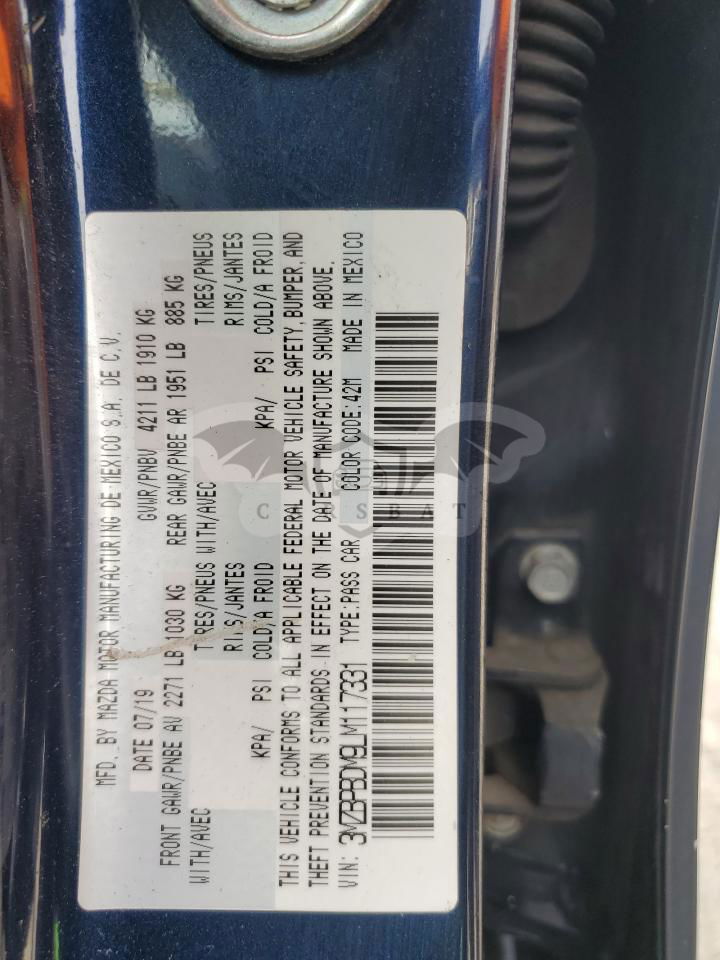 MFD. BY MAZDA MOTOR MANUFACTURING DE MEXICO S.A. DE C.V.
DATE 07/19 GVWR/PNBV 4211 LB 1910 KG
FRONT GAWR/PNBE AV 2271 LB 1030 KG REAR GAWR/PNBE AR 1951 LB 885 KG
WITH/AVEC TIRES/PNEUS WITH/AVEC TIRES/PNEUS
RIMS/JANTES RIMS/JANTES
KPA/ PSI COLD/A FROID KPA/ PSI COLD/A FROID
THIS VEHICLE CONFORMS TO ALL APPLICABLE FEDERAL MOTOR VEHICLE SAFETY, BUMPER, AND
THEFT PREVENTION STANDARDS IN EFFECT ON THE DATE OF MANUFACTURE SHOWN ABOVE.
VIN: 3MZBPBDM9LM117331 TYPE:PASS CAR COLOR CODE:42M MADE IN MEXICO
CARSBAT